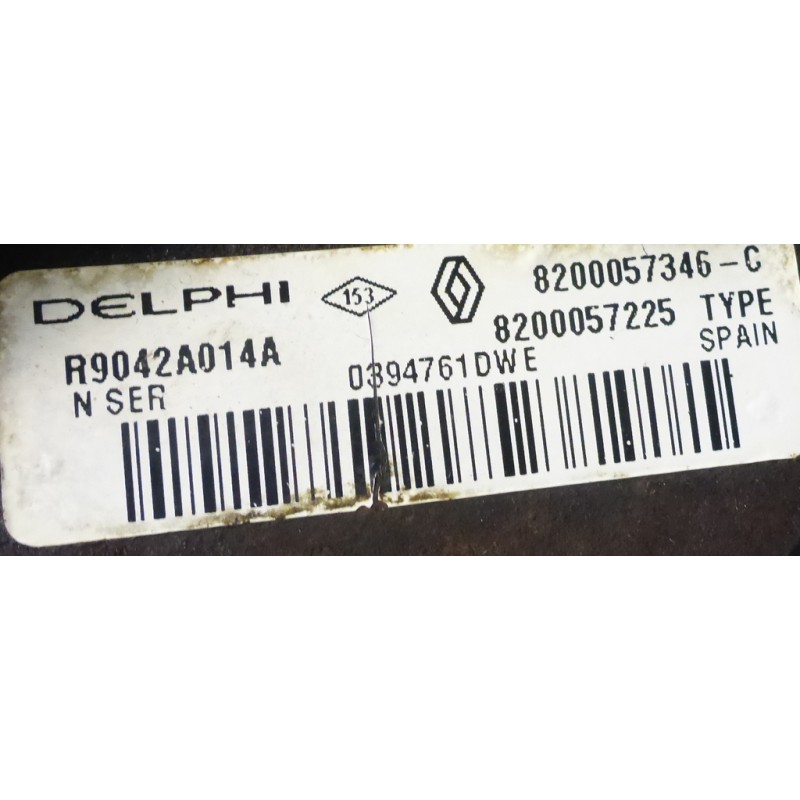 DELPHI 153 8200057346-C
8200057225 TYPE
R9042A014A 0394761DWE SPAIN
N SER